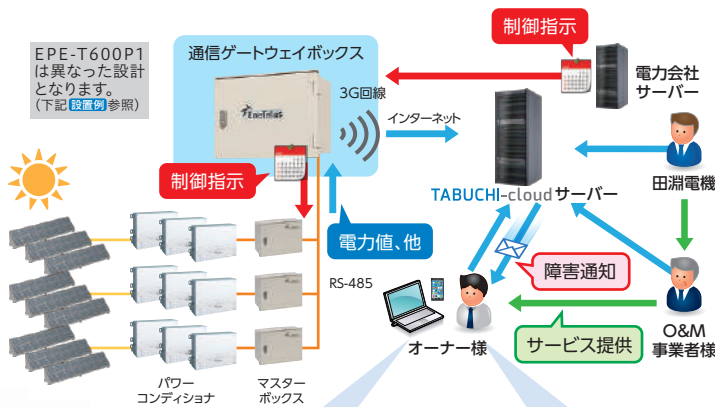 EPE-T600P1
は異なった設計
となります。
(下記 設置例 参照)
通信ゲートウェイボックス
EneTelus
3G回線
インターネット
制御指示
電力会社
サーバー
制御指示
TABUCHI-cloud サーバー
田淵電機
電力値、他
RS-485
障害通知
サービス提供
オーナー様
O&M
事業者様
パワー
コンディショナ
マスター
ボックス